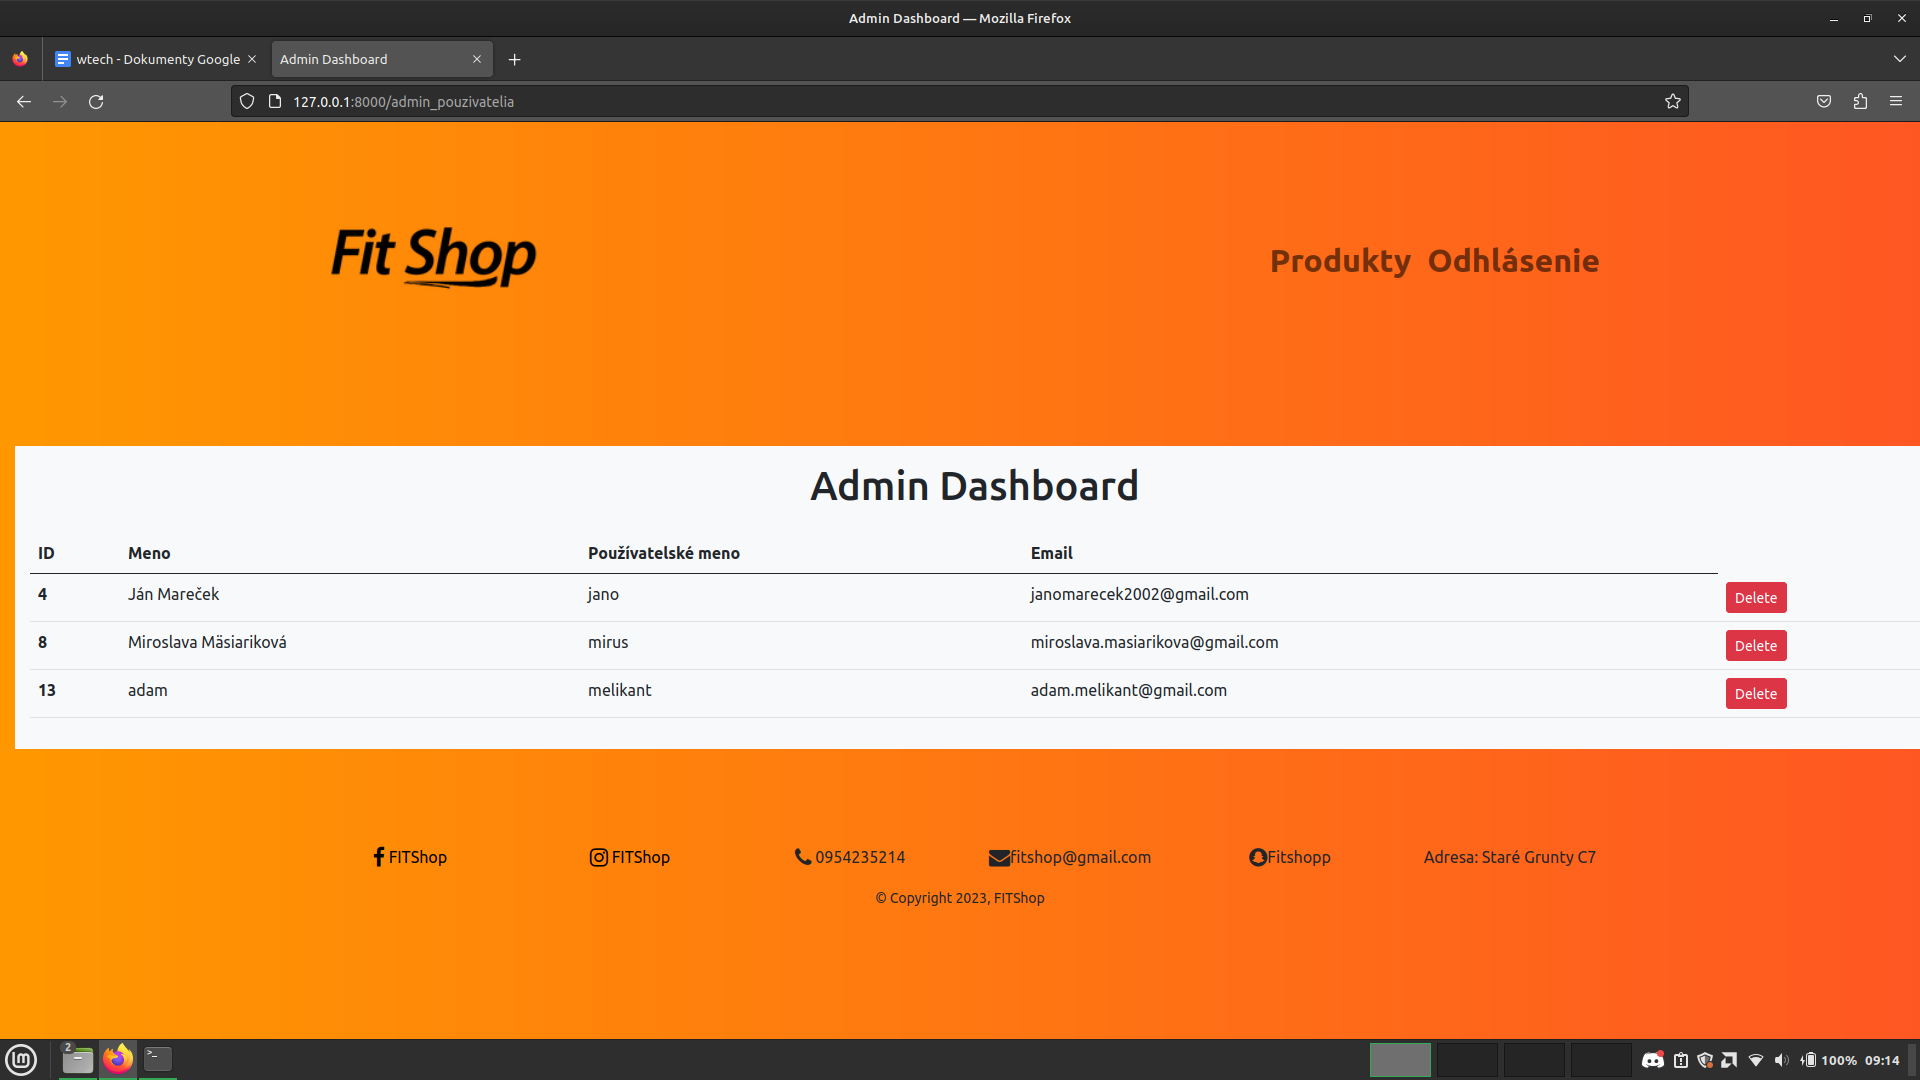 Admin Dashboard — Mozilla Firefox
wtech - Dokumenty Google
Admin Dashboard
127.0.0.1:8000/admin_pouzivatelia
Fit Shop
Produkty Odhlásenie
Admin Dashboard
ID Meno Používatelské meno Email
4 Ján Mareček jano janomarecek2002@gmail.com Delete
8 Miroslava Mäsiariková mirus miroslava.masiarikova@gmail.com Delete
13 adam melikant adam.melikant@gmail.com Delete
FITShop FITShop 0954235214 fitshop@gmail.com Fitshopp Adresa: Staré Grunty C7
© Copyright 2023, FITShop
2
100% 09:14